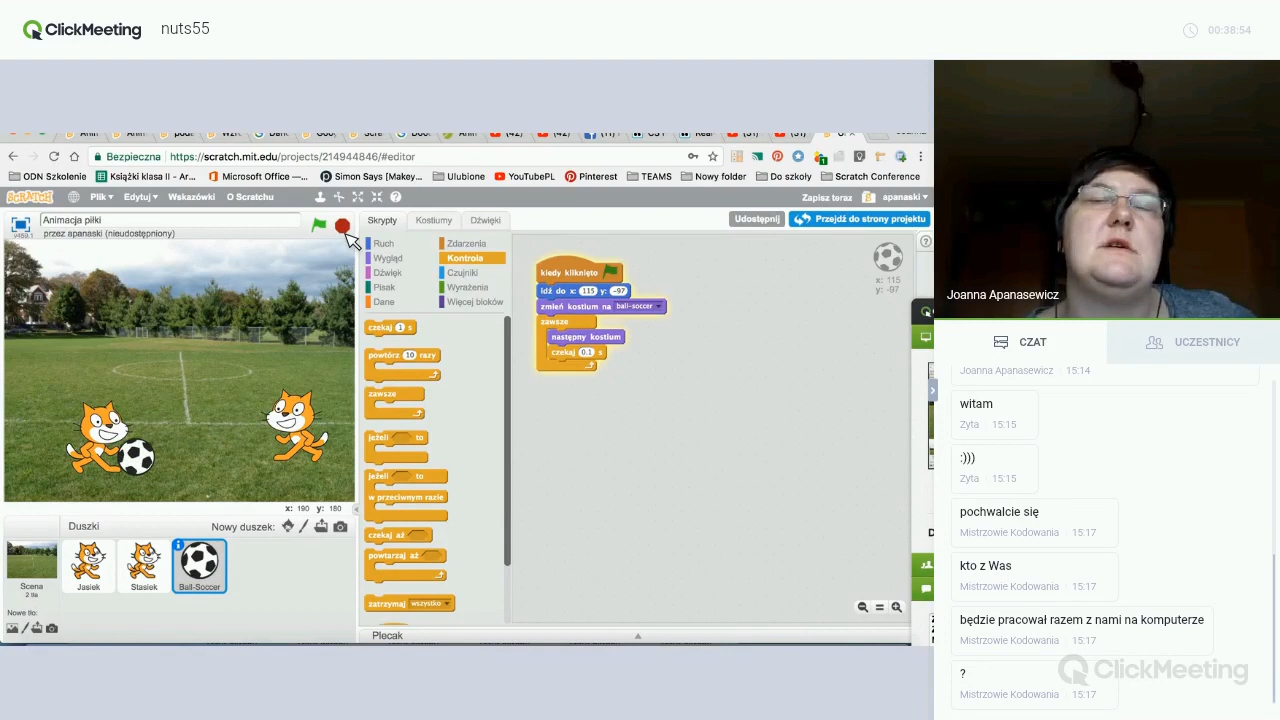 ClickMeeting nuts55 00:38:54
Bezpieczna https://scratch.mit.edu/projects/214944846/#editor
ODN Szkolenie Książki klasa II - Ar... Microsoft Office —... Simon Says (Makey... Ulubione YouTubePL Pinterest TEAMS Nowy folder Do szkoły Scratch Conference
SCRATCH Plik Edytuj Wskazówki O Scratchu Zapisz teraz apanaski
Animacja piłki
przez apanaski (nieudostępniony)
v459.1
Skrypty Kostiumy Dźwięki
Udostępnij Przejdź do strony projektu
Ruch Zdarzenia
Wygląd Kontrola
Dźwięk Czujniki
Pisak Wyrażenia
Dane Więcej bloków
czekaj 1 s
powtórz 10 razy
zawsze
jeżeli to
jeżeli to
w przeciwnym razie
czekaj aż
powtarzaj aż
zatrzymaj wszystko
kiedy kliknięto
idź do x: 115 y: -97
zmień kostium na ball-soccer
zawsze
następny kostium
czekaj 0.1 s
x: 115
y: -97
x: 190 y: 180
Duszki Nowy duszek:
Scena
2 tła
Nowe tło:
Jasiek Stasiek Ball-Soccer
Plecak
Joanna Apanasewicz
CZAT UCZESTNICY
Joanna Apanasewicz 15:14
witam
Zyta 15:15
:)))
Zyta 15:15
pochwalcie się
Mistrzowie Kodowania 15:17
kto z Was
Mistrzowie Kodowania 15:17
będzie pracował razem z nami na komputerze
Mistrzowie Kodowania 15:17
?
Mistrzowie Kodowania 15:17
ClickMeeting